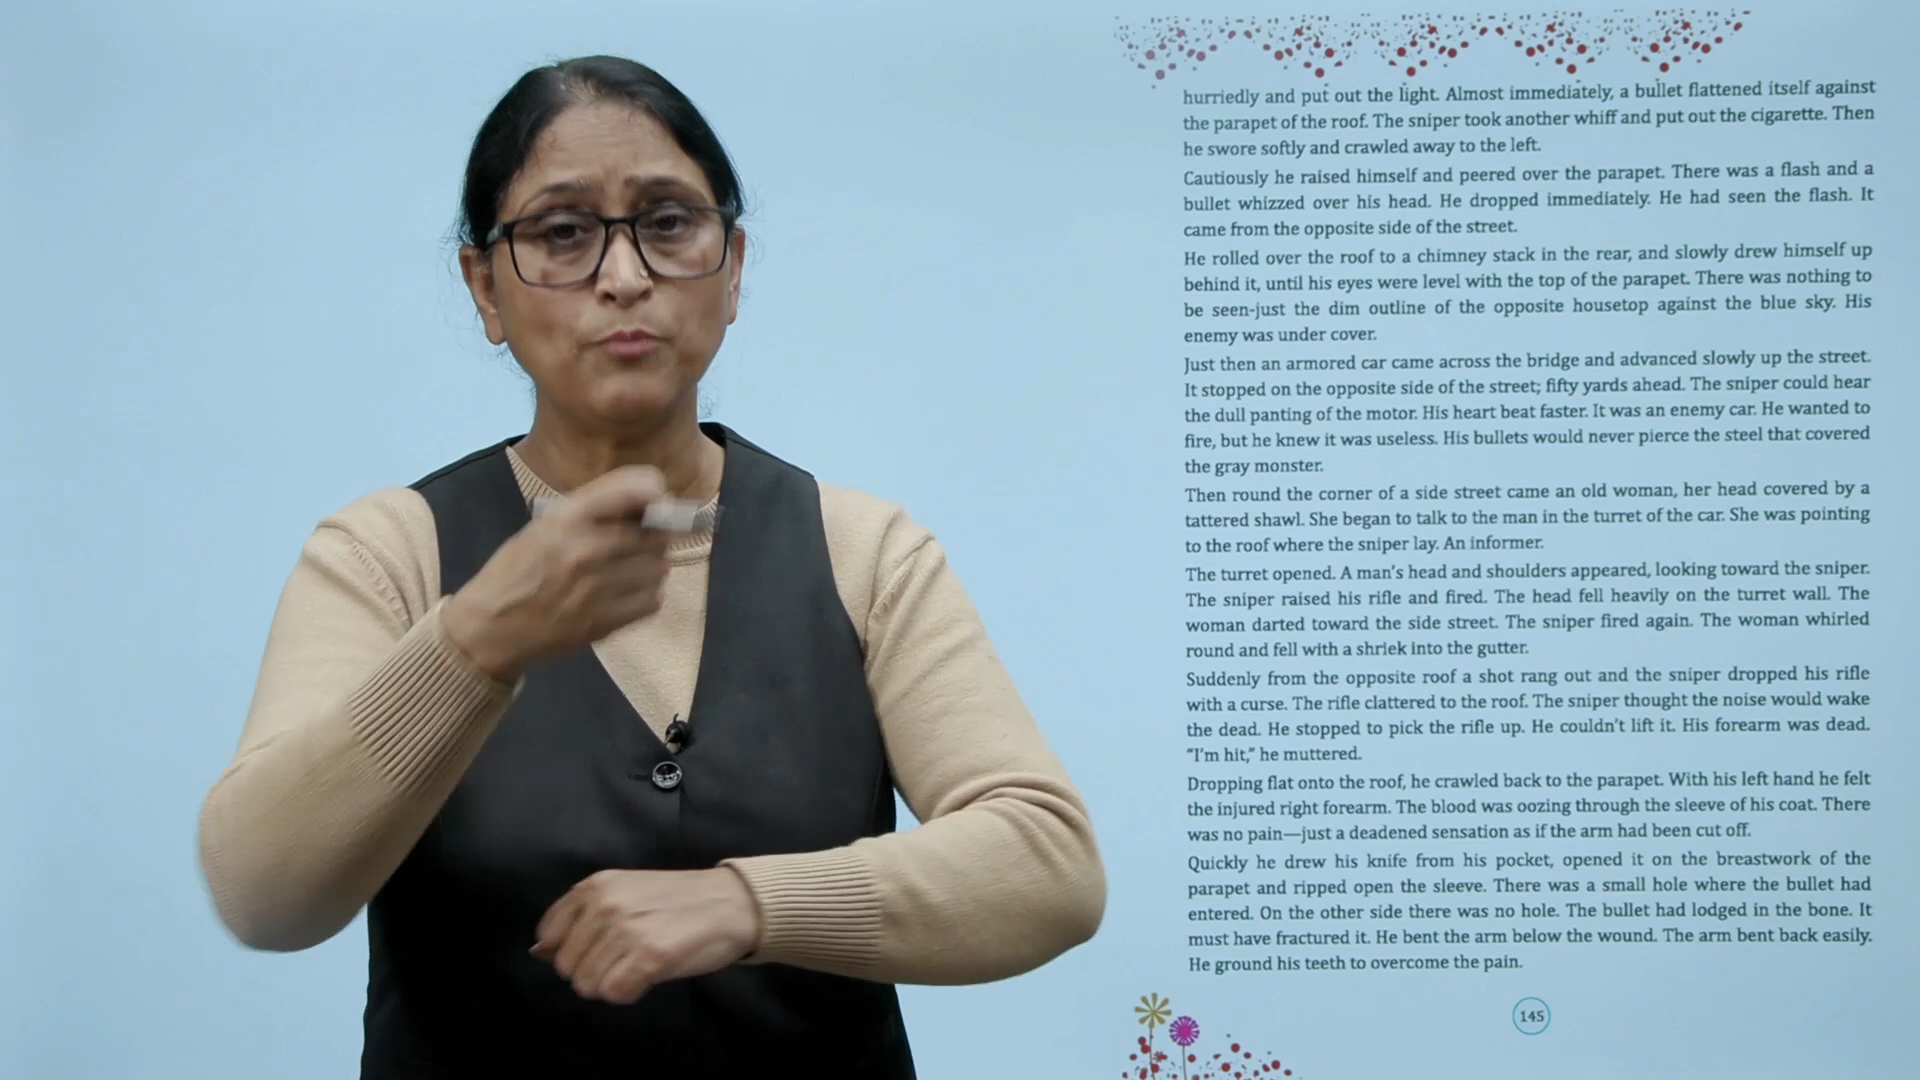 hurriedly and put out the light. Almost immediately, a bullet flattened itself against
the parapet of the roof. The sniper took another whiff and put out the cigarette. Then
he swore softly and crawled away to the left.
Cautiously he raised himself and peered over the parapet. There was a flash and a
bullet whizzed over his head. He dropped immediately. He had seen the flash. It
came from the opposite side of the street.
He rolled over the roof to a chimney stack in the rear, and slowly drew himself up
behind it, until his eyes were level with the top of the parapet. There was nothing to
be seen-just the dim outline of the opposite housetop against the blue sky. His
enemy was under cover.
Just then an armored car came across the bridge and advanced slowly up the street.
It stopped on the opposite side of the street; fifty yards ahead. The sniper could hear
the dull panting of the motor. His heart beat faster. It was an enemy car. He wanted to
fire, but he knew it was useless. His bullets would never pierce the steel that covered
the gray monster.
Then round the corner of a side street came an old woman, her head covered by a
tattered shawl. She began to talk to the man in the turret of the car. She was pointing
to the roof where the sniper lay. An informer.
The turret opened. A man's head and shoulders appeared, looking toward the sniper.
The sniper raised his rifle and fired. The head fell heavily on the turret wall. The
woman darted toward the side street. The sniper fired again. The woman whirled
round and fell with a shriek into the gutter.
Suddenly from the opposite roof a shot rang out and the sniper dropped his rifle
with a curse. The rifle clattered to the roof. The sniper thought the noise would wake
the dead. He stopped to pick the rifle up. He couldn't lift it. His forearm was dead.
“I'm hit,” he muttered.
Dropping flat onto the roof, he crawled back to the parapet. With his left hand he felt
the injured right forearm. The blood was oozing through the sleeve of his coat. There
was no pain—just a deadened sensation as if the arm had been cut off.
Quickly he drew his knife from his pocket, opened it on the breastwork of the
parapet and ripped open the sleeve. There was a small hole where the bullet had
entered. On the other side there was no hole. The bullet had lodged in the bone. It
must have fractured it. He bent the arm below the wound. The arm bent back easily.
He ground his teeth to overcome the pain.
145